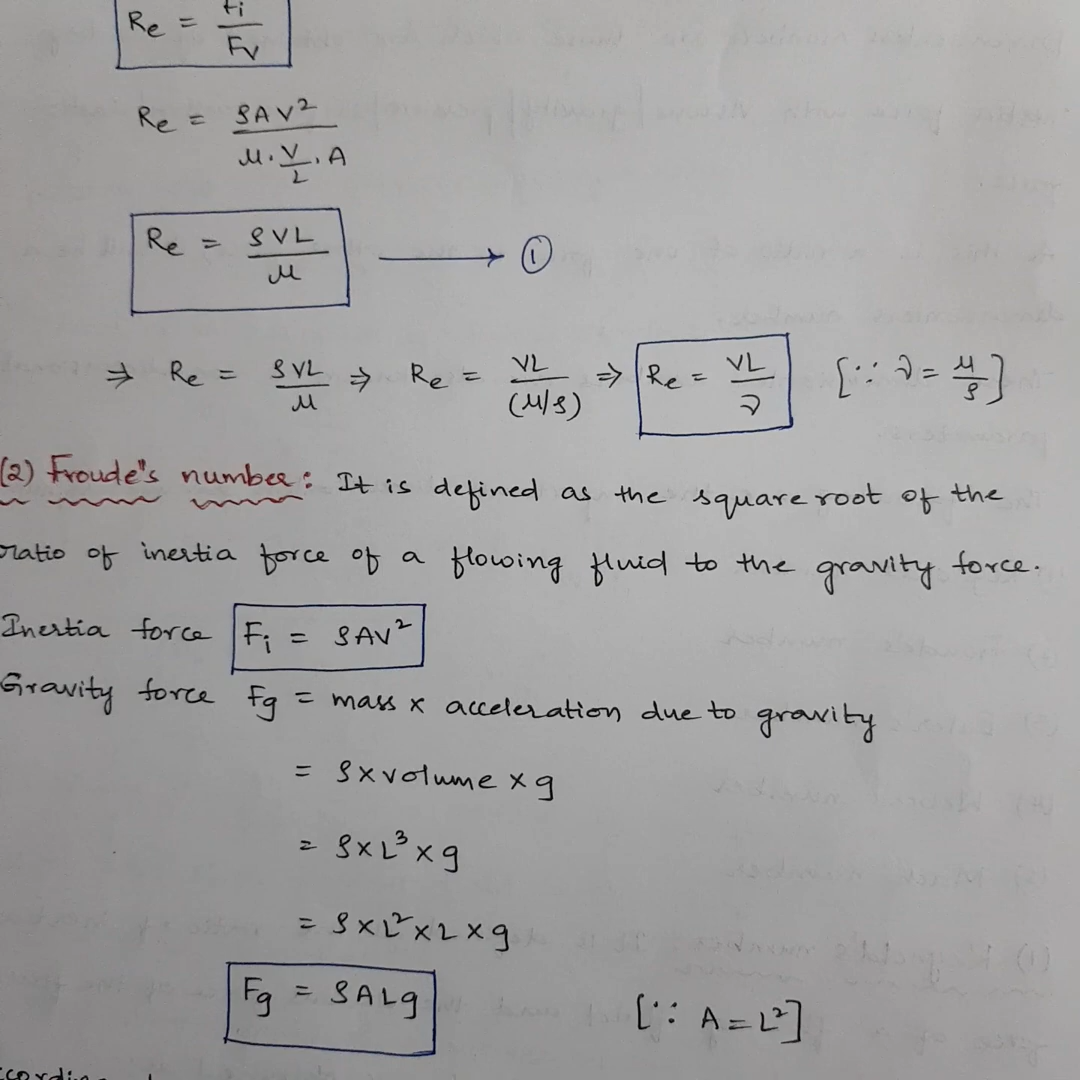 Re = Fi / Fv
Re = ρAV² / μ·V/L·A
Re = ρVL / μ → ①
⇒ Re = ρVL / μ ⇒ Re = VL / (μ/ρ) ⇒ Re = VL / ν [∵ ν = μ / ρ]
(2) Froude's number: It is defined as the square root of the
ratio of inertia force of a flowing fluid to the gravity force.
Inertia force Fi = ρAV²
Gravity force Fg = mass × acceleration due to gravity
= ρ×volume×g
= ρ×L³×g
= ρ×L²×L×g
Fg = ρALg [∵ A = L²]